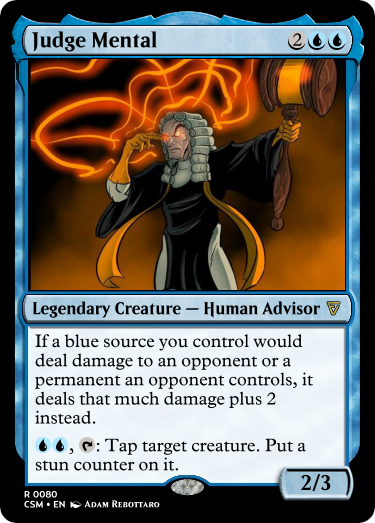 Judge Mental 2
Legendary Creature — Human Advisor
If a blue source you control would
deal damage to an opponent or a
permanent an opponent controls, it
deals that much damage plus 2
instead.
, : Tap target creature. Put a
stun counter on it.
2/3
R 0080
CSM • EN Adam Rebottaro